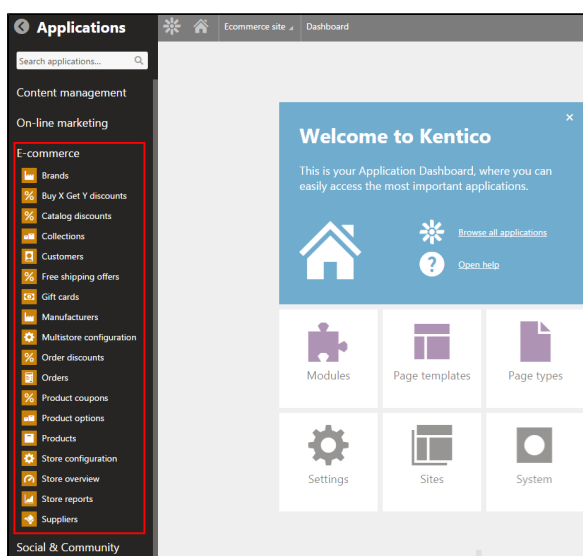 Applications
Ecommerce site
Dashboard
Search applications...
Content management
On-line marketing
E-commerce
Brands
Buy X Get Y discounts
Catalog discounts
Collections
Customers
Free shipping offers
Gift cards
Manufacturers
Multistore configuration
Order discounts
Orders
Product coupons
Product options
Products
Store configuration
Store overview
Store reports
Suppliers
Social & Community
Welcome to Kentico
This is your Application Dashboard, where you can
easily access the most important applications.
Browse all applications
?
Open help
Modules
Page templates
Page types
Settings
Sites
System